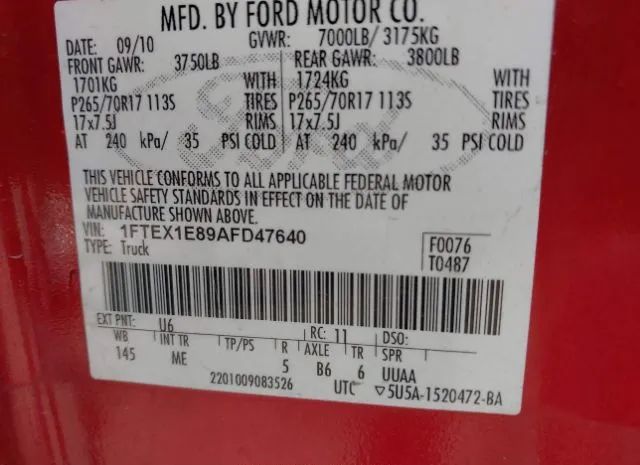 MFD. BY FORD MOTOR CO.
DATE: 09/10 GVWR: 7000LB/ 3175KG
FRONT GAWR: 3750LB REAR GAWR: 3800LB
1701KG WITH 1724KG WITH
P265/70R17 113S TIRES P265/70R17 113S TIRES
17x7.5J RIMS 17x7.5J RIMS
AT 240 kPa/ 35 PSI COLD AT 240 kPa/ 35 PSI COLD
THIS VEHICLE CONFORMS TO ALL APPLICABLE FEDERAL MOTOR
VEHICLE SAFETY STANDARDS IN EFFECT ON THE DATE OF
MANUFACTURE SHOWN ABOVE.
VIN: 1FTEX1E89AFD47640 F0076
TYPE: Truck T0487
EXT PNT: U6 RC: 11 DSO:
WB INT TR TP/PS R AXLE TR SPR
145 ME 5 B6 6 UUAA
2201009083526 UTC ▽5U5A-1520472-BA